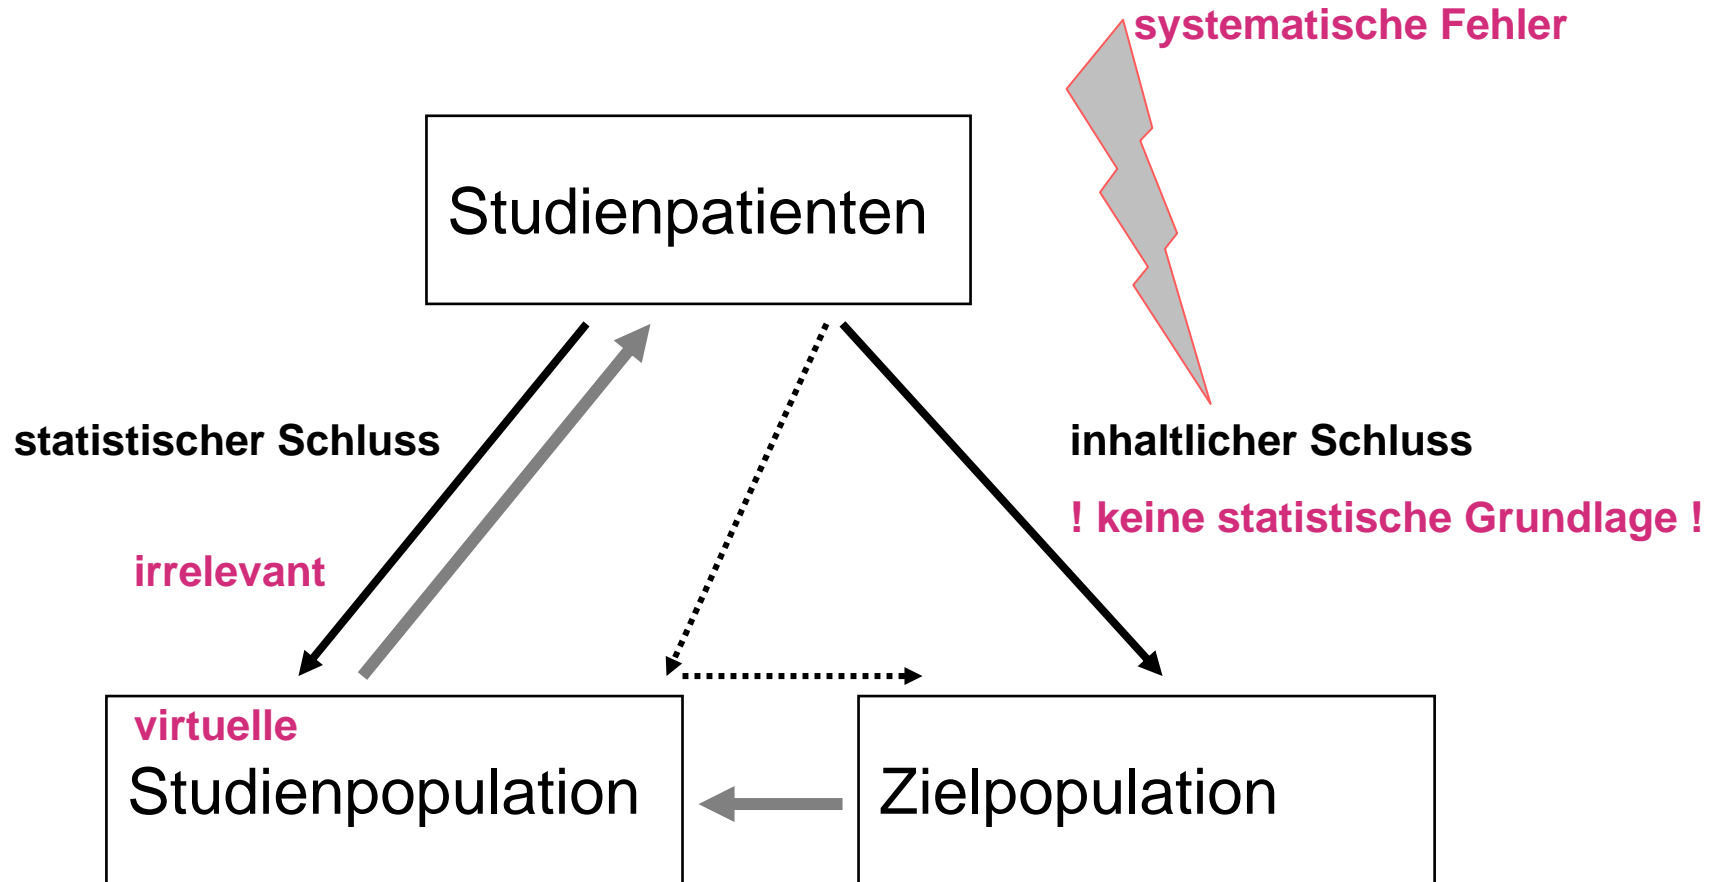 systematische Fehler
Studienpatienten
statistischer Schluss
inhaltlicher Schluss
! keine statistische Grundlage !
irrelevant
virtuelle
Studienpopulation
Zielpopulation